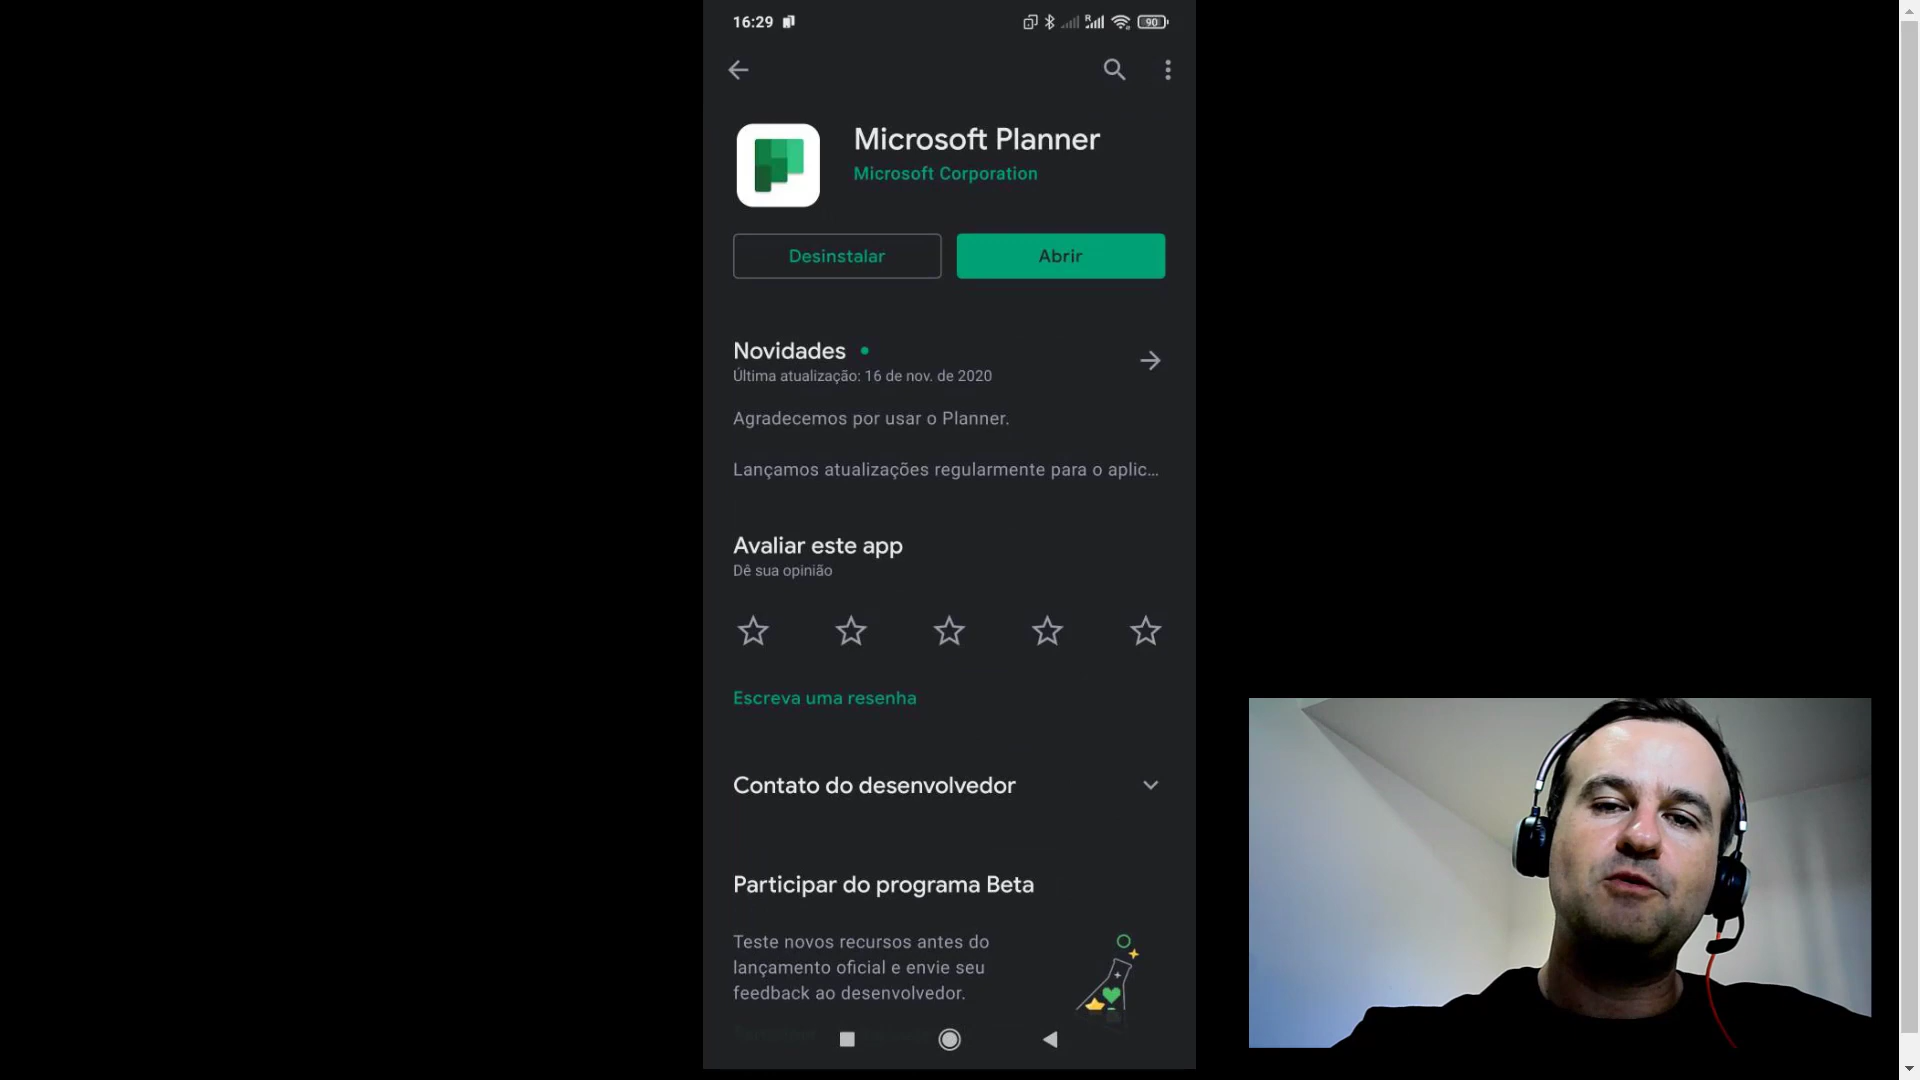 16:29
R
90
Microsoft Planner
Microsoft Corporation
Desinstalar
Abrir
Novidades
Última atualização: 16 de nov. de 2020
Agradecemos por usar o Planner.
Lançamos atualizações regularmente para o aplic...
Avaliar este app
Dê sua opinião
Escreva uma resenha
Contato do desenvolvedor
Participar do programa Beta
Teste novos recursos antes do
lançamento oficial e envie seu
feedback ao desenvolvedor.